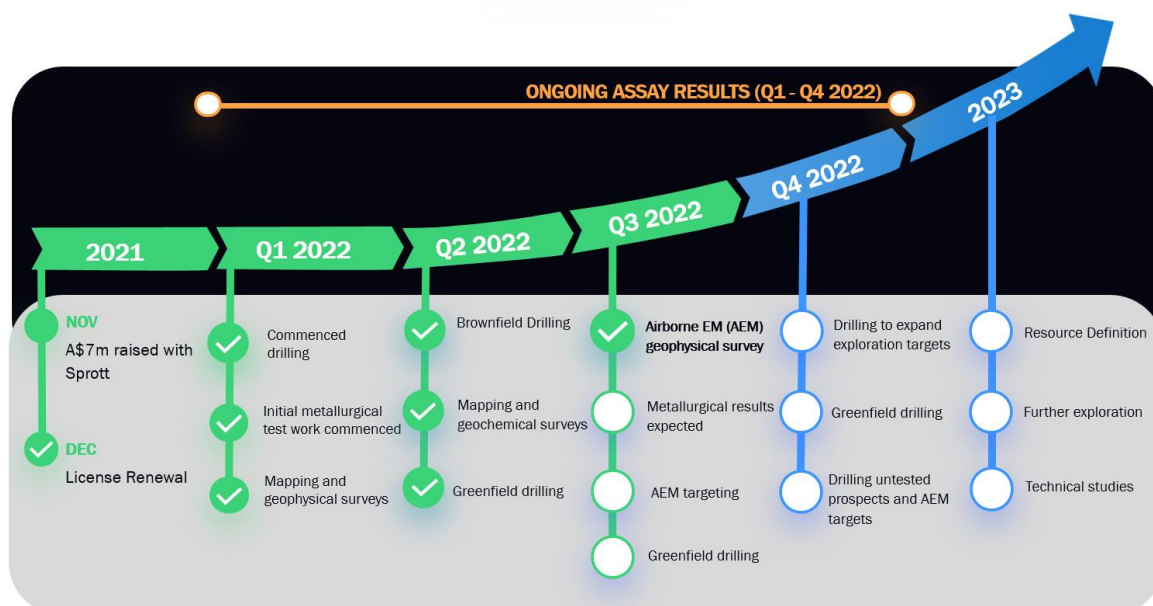 ONGOING ASSAY RESULTS (Q1 - Q4 2022)
2021
Q1 2022
Q2 2022
Q3 2022
Q4 2022
2023
NOV
A$7m raised with
Sprott
DEC
License Renewal
Commenced
drilling
Initial metallurgical
test work commenced
Mapping and
geophysical surveys
Brownfield Drilling
Mapping and
geochemical surveys
Greenfield drilling
Airborne EM (AEM)
geophysical survey
Metallurgical results
expected
AEM targeting
Greenfield drilling
Drilling to expand
exploration targets
Greenfield drilling
Drilling untested
prospects and AEM
targets
Resource Definition
Further exploration
Technical studies